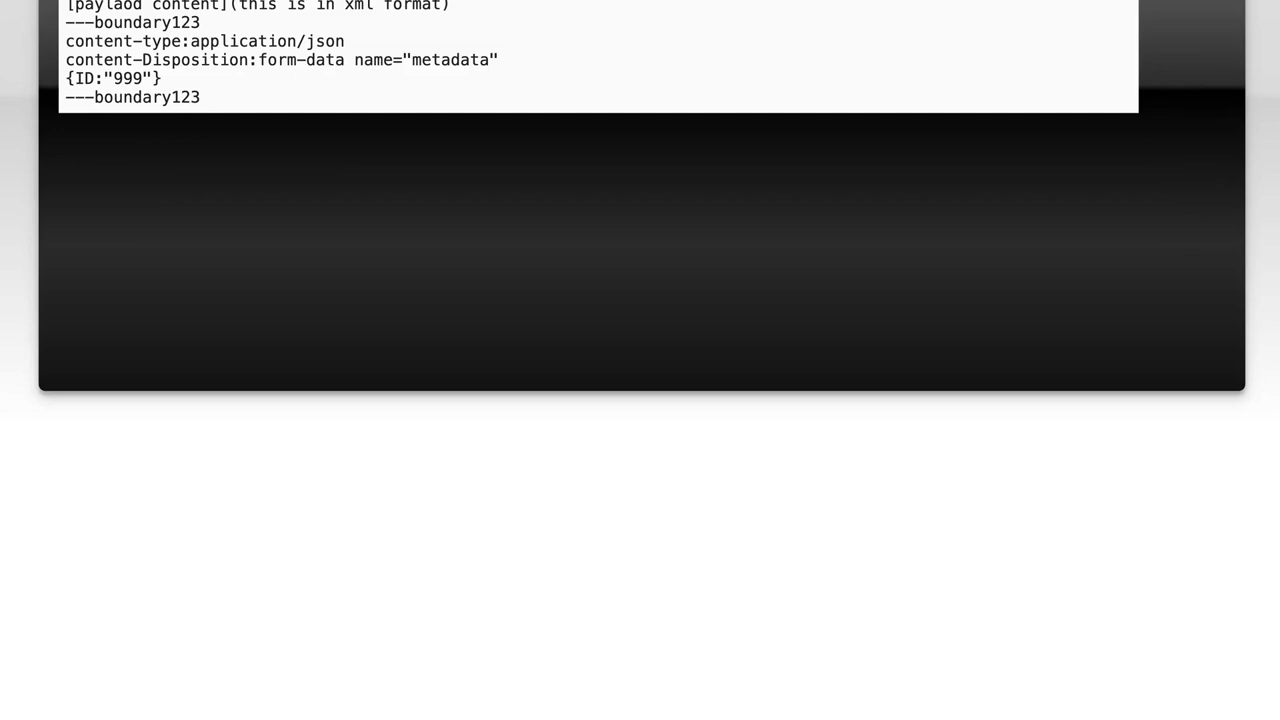 [paylaod content](this is in xml format)
---boundary123
content-type:application/json
content-Disposition:form-data name="metadata"
{ID:"999"}
---boundary123